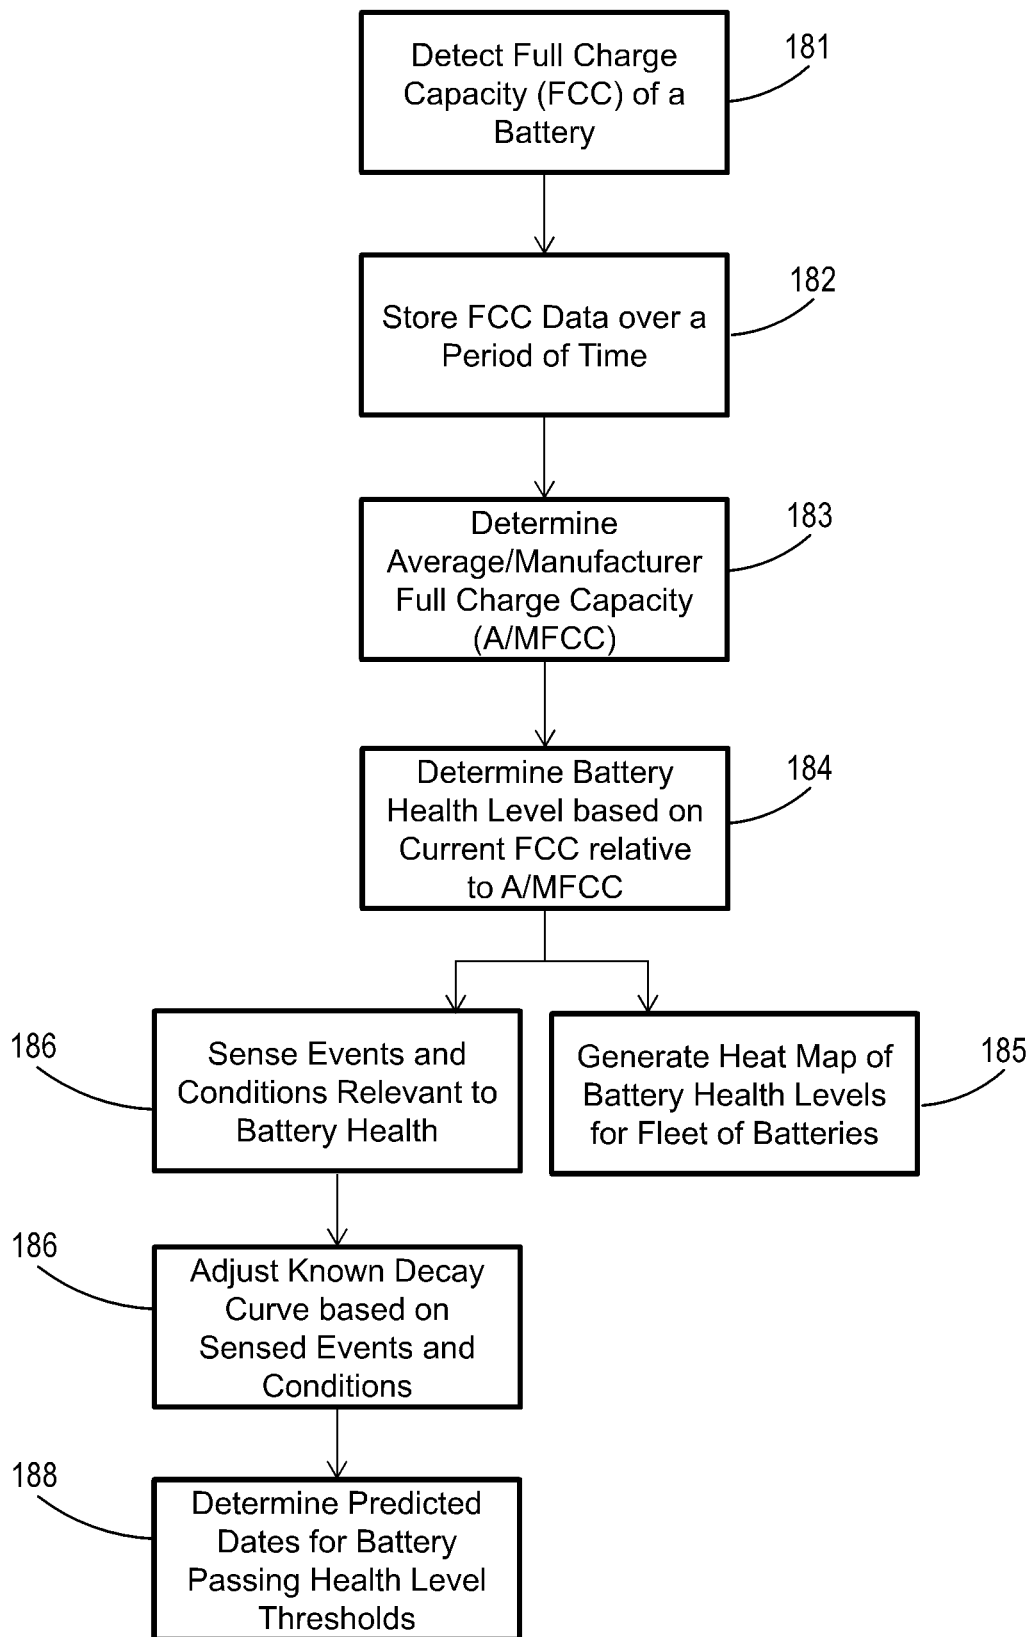 Detect Full Charge
Capacity (FCC) of a
Battery
181
Store FCC Data over a
Period of Time
182
Determine
Average/Manufacturer
Full Charge Capacity
(A/MFCC)
183
Determine Battery
Health Level based on
Current FCC relative
to A/MFCC
184
186
Sense Events and
Conditions Relevant to
Battery Health
Generate Heat Map of
Battery Health Levels
for Fleet of Batteries
185
186
Adjust Known Decay
Curve based on
Sensed Events and
Conditions
188
Determine Predicted
Dates for Battery
Passing Health Level
Thresholds